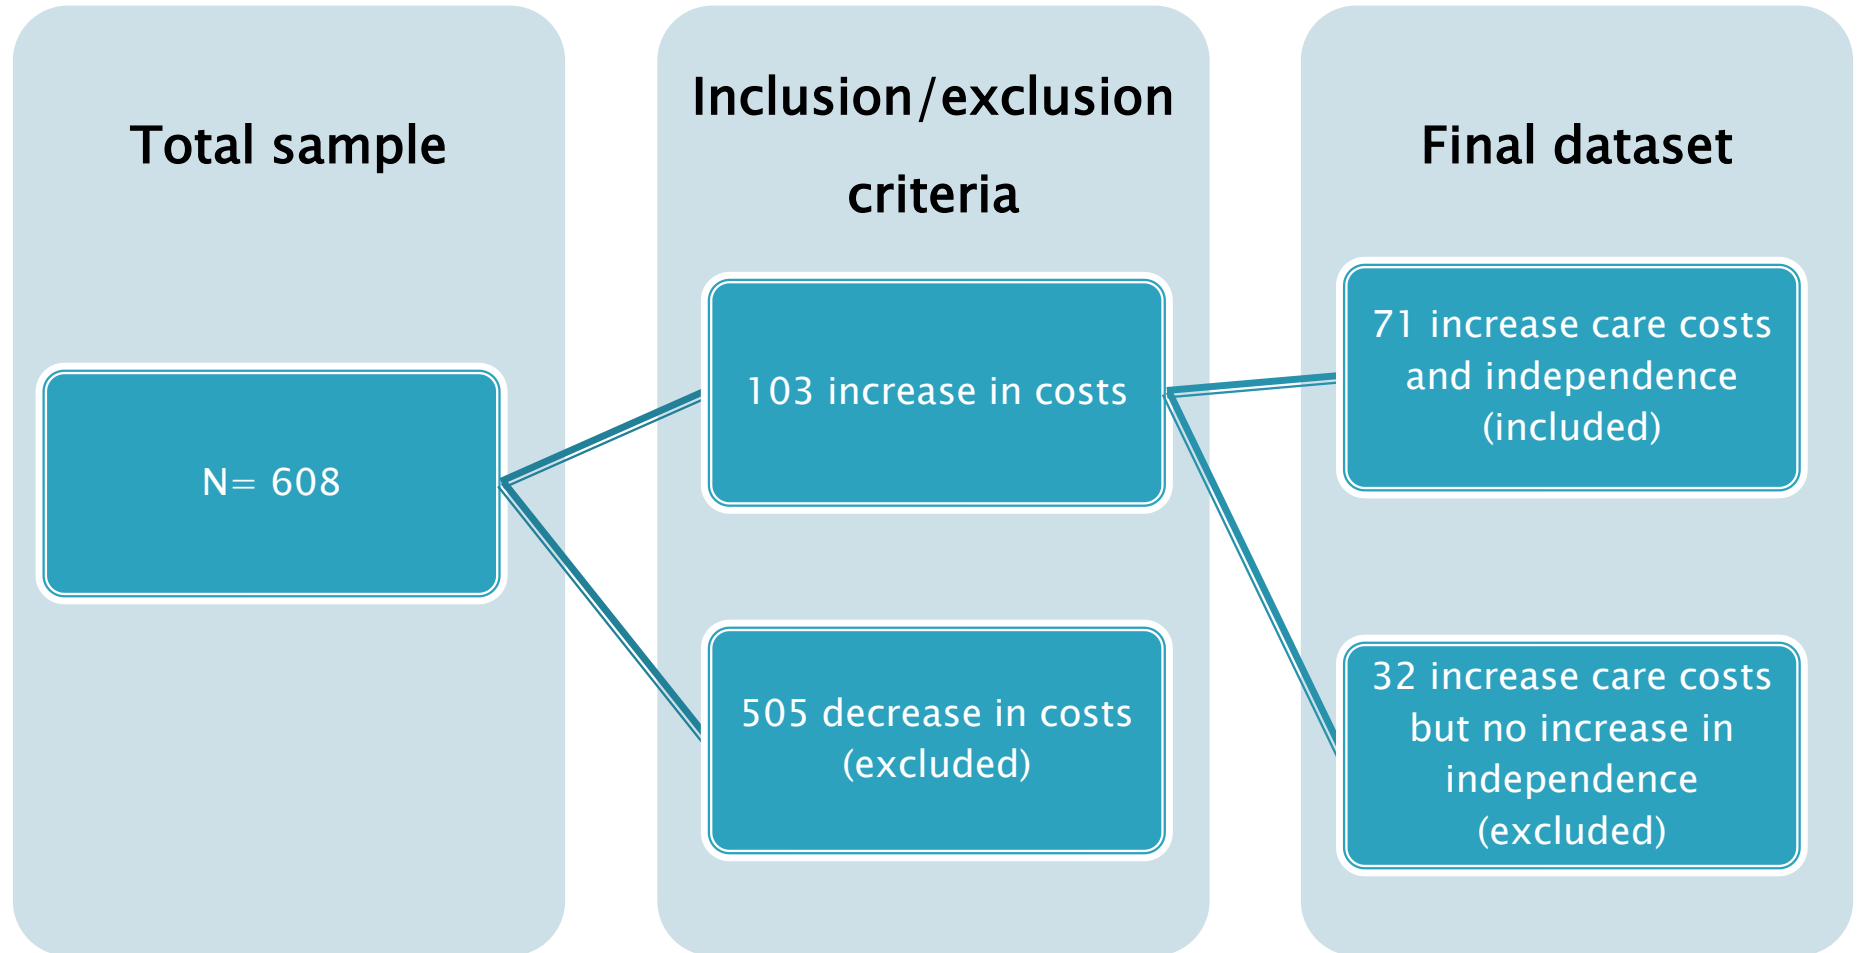 Total sample
N= 608
Inclusion/exclusion
criteria
103 increase in costs
505 decrease in costs
(excluded)
Final dataset
71 increase care costs
and independence
(included)
32 increase care costs
but no increase in
independence
(excluded)